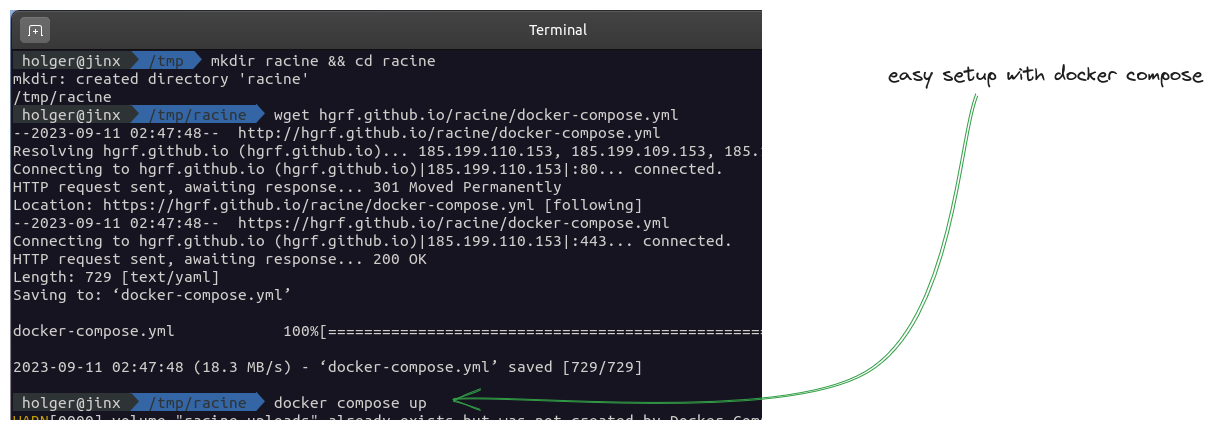 Terminal
holger@jinx /tmp mkdir racine && cd racine
mkdir: created directory 'racine'
/tmp/racine
holger@jinx /tmp/racine wget hgrf.github.io/racine/docker-compose.yml
--2023-09-11 02:47:48--  http://hgrf.github.io/racine/docker-compose.yml
Resolving hgrf.github.io (hgrf.github.io)... 185.199.110.153, 185.199.109.153, 185.
Connecting to hgrf.github.io (hgrf.github.io)|185.199.110.153|:80... connected.
HTTP request sent, awaiting response... 301 Moved Permanently
Location: https://hgrf.github.io/racine/docker-compose.yml [following]
--2023-09-11 02:47:48--  https://hgrf.github.io/racine/docker-compose.yml
Connecting to hgrf.github.io (hgrf.github.io)|185.199.110.153|:443... connected.
HTTP request sent, awaiting response... 200 OK
Length: 729 [text/yaml]
Saving to: ‘docker-compose.yml’
docker-compose.yml            100%[================================================
2023-09-11 02:47:48 (18.3 MB/s) - ‘docker-compose.yml’ saved [729/729]
holger@jinx /tmp/racine docker compose up
WARN[0000] volume "racine-uploads" already exists but was not created by Docker Com
easy setup with docker compose